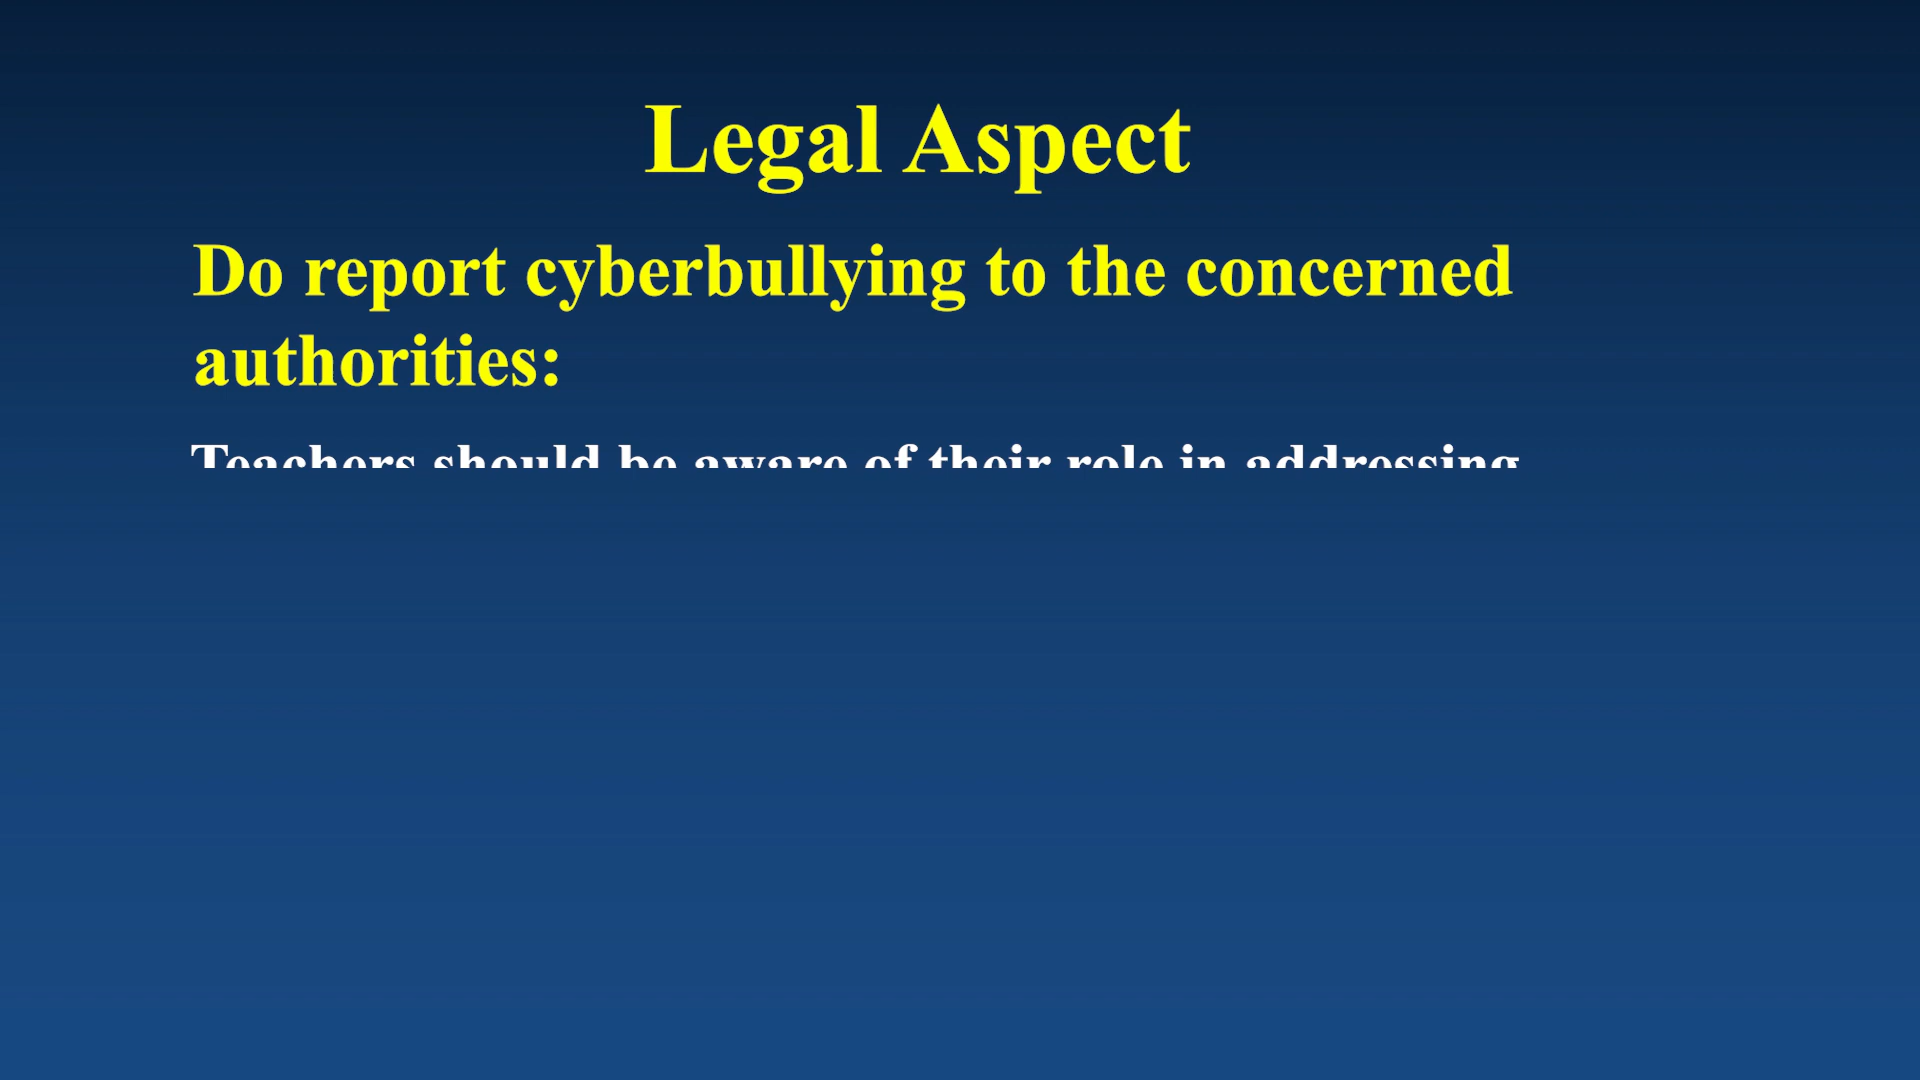 Legal Aspect
Do report cyberbullying to the concerned
authorities:
Teachers should be aware of their role in addressing